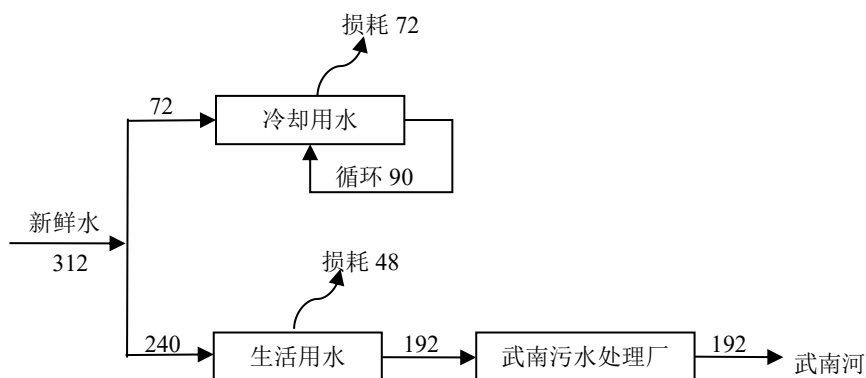 损耗 72
72
冷却用水
循环 90
新鲜水
312
损耗 48
240
生活用水
192
武南污水处理厂
192
武南河